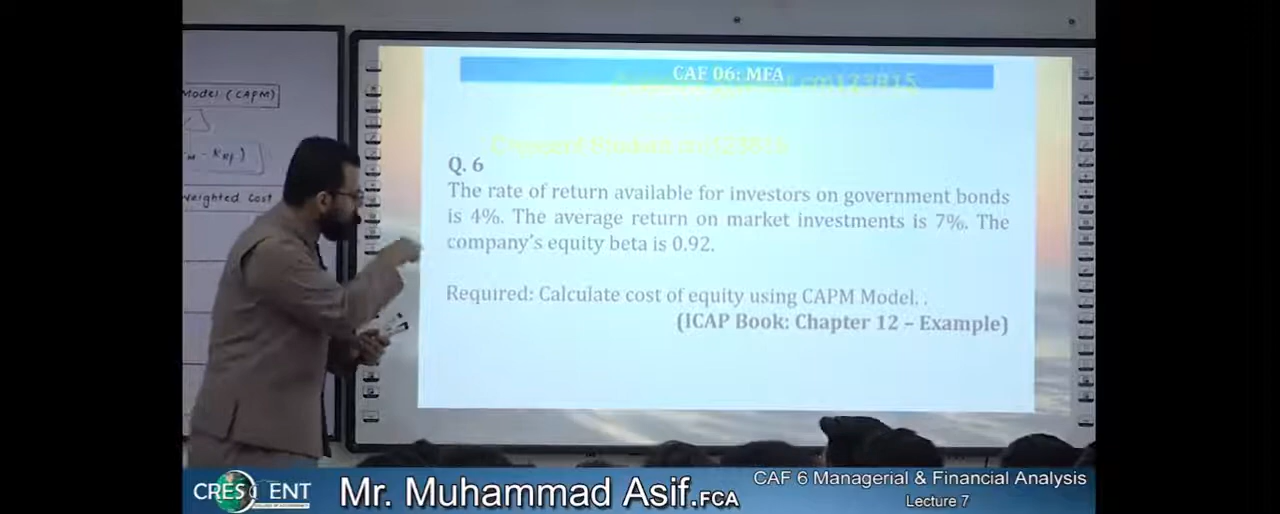 Model (CAPM)
- KRF)
Weighted Cost
CAF 06: MFA
Q. 6
The rate of return available for investors on government bonds
is 4%. The average return on market investments is 7%. The
company's equity beta is 0.92.
Required: Calculate cost of equity using CAPM Model. .
(ICAP Book: Chapter 12 – Example)
CRESCENT
Mr. Muhammad Asif.FCA
CAF 6 Managerial & Financial Analysis
Lecture 7